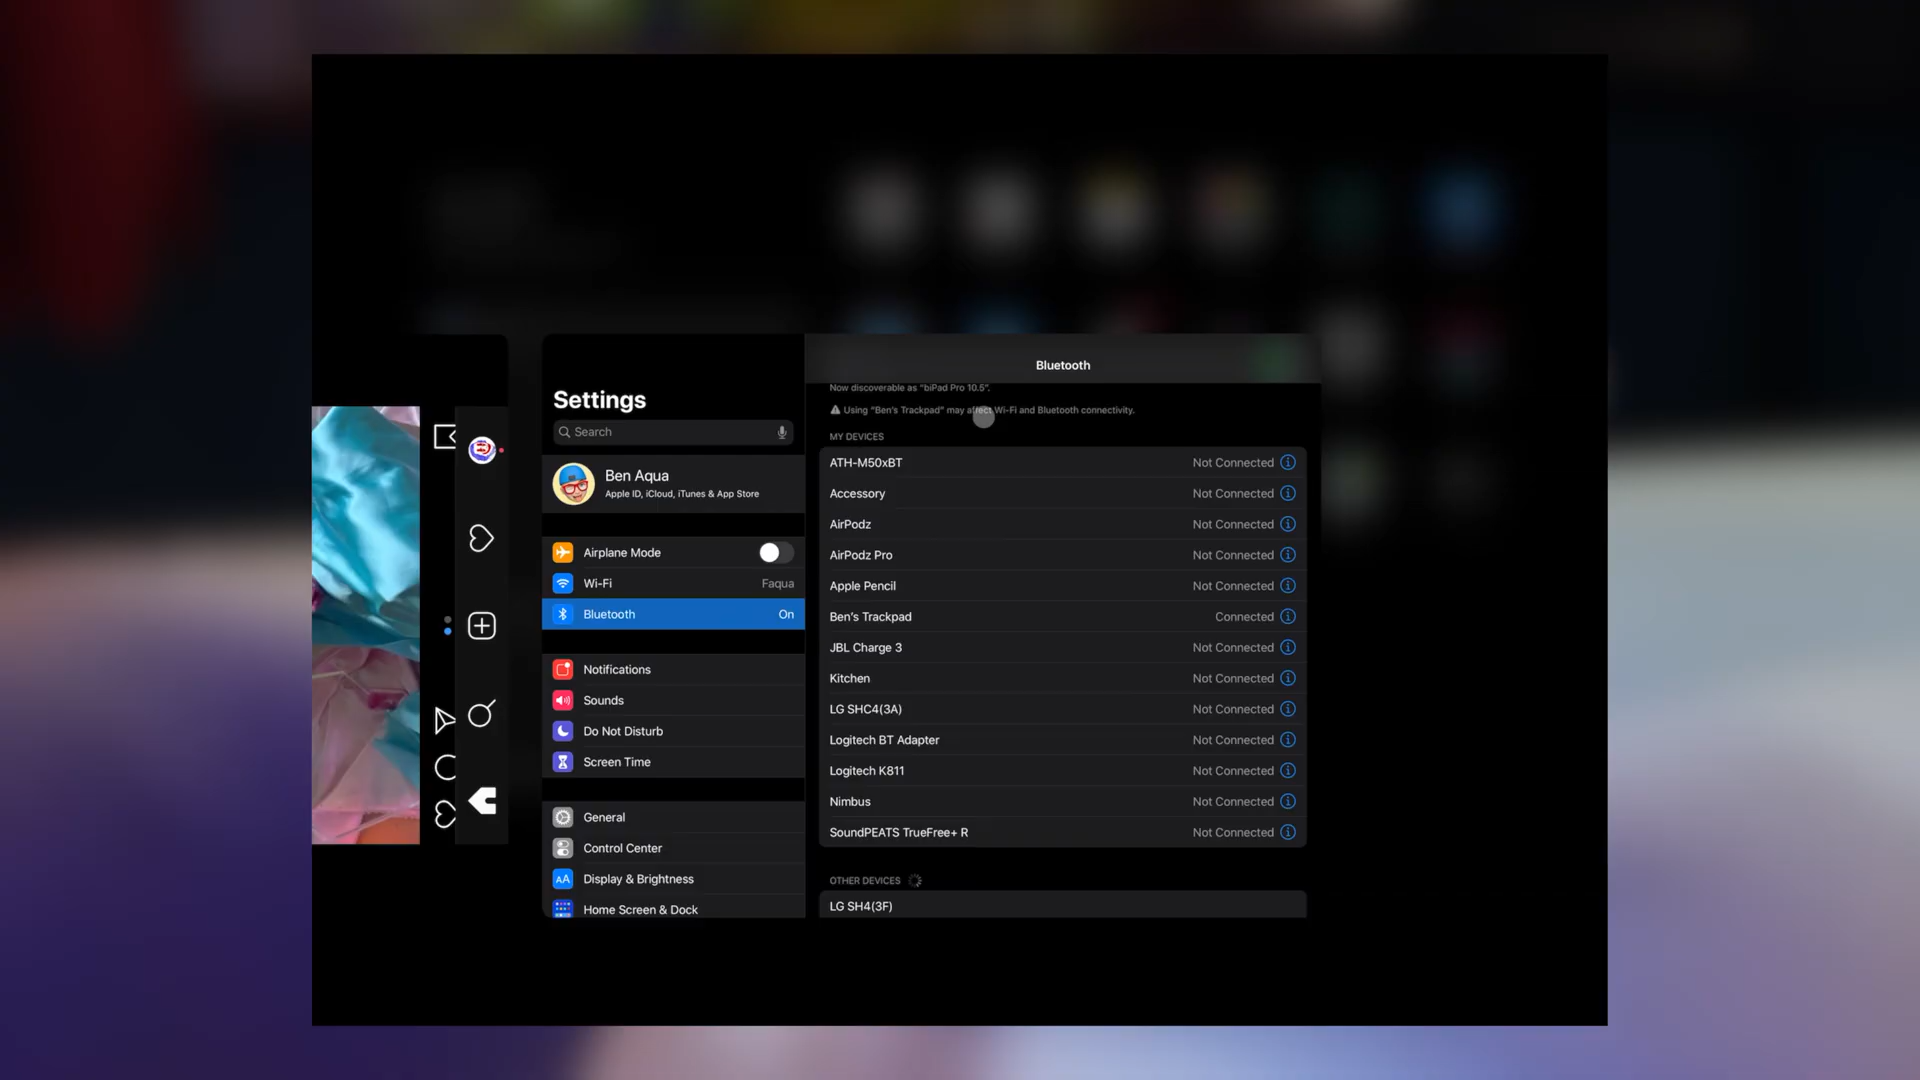 Settings
Search
Ben Aqua
Apple ID, iCloud, iTunes & App Store
Airplane Mode
Wi-Fi Faqua
Bluetooth On
Notifications
Sounds
Do Not Disturb
Screen Time
General
Control Center
AA Display & Brightness
Home Screen & Dock
Bluetooth
Now discoverable as “biPad Pro 10.5”.
Using “Ben’s Trackpad” may affect Wi-Fi and Bluetooth connectivity.
MY DEVICES
ATH-M50xBT Not Connected
Accessory Not Connected
AirPodz Not Connected
AirPodz Pro Not Connected
Apple Pencil Not Connected
Ben’s Trackpad Connected
JBL Charge 3 Not Connected
Kitchen Not Connected
LG SHC4(3A) Not Connected
Logitech BT Adapter Not Connected
Logitech K811 Not Connected
Nimbus Not Connected
SoundPEATS TrueFree+ R Not Connected
OTHER DEVICES
LG SH4(3F)